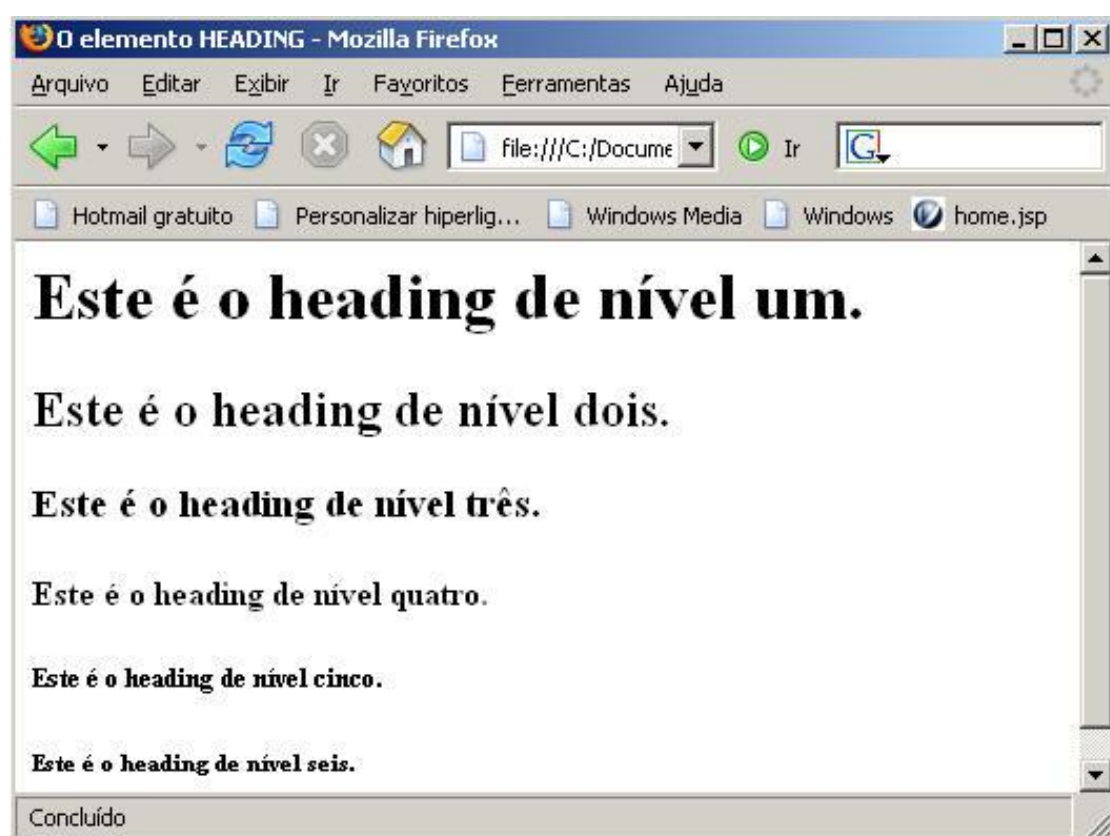 O elemento HEADING - Mozilla Firefox
Arquivo Editar Exibir Ir Favoritos Ferramentas Ajuda
file:///C:/Docume Ir G
Hotmail gratuito Personalizar hiperlig... Windows Media Windows home.jsp
Este é o heading de nível um.
Este é o heading de nível dois.
Este é o heading de nível três.
Este é o heading de nível quatro.
Este é o heading de nível cinco.
Este é o heading de nível seis.
Concluído